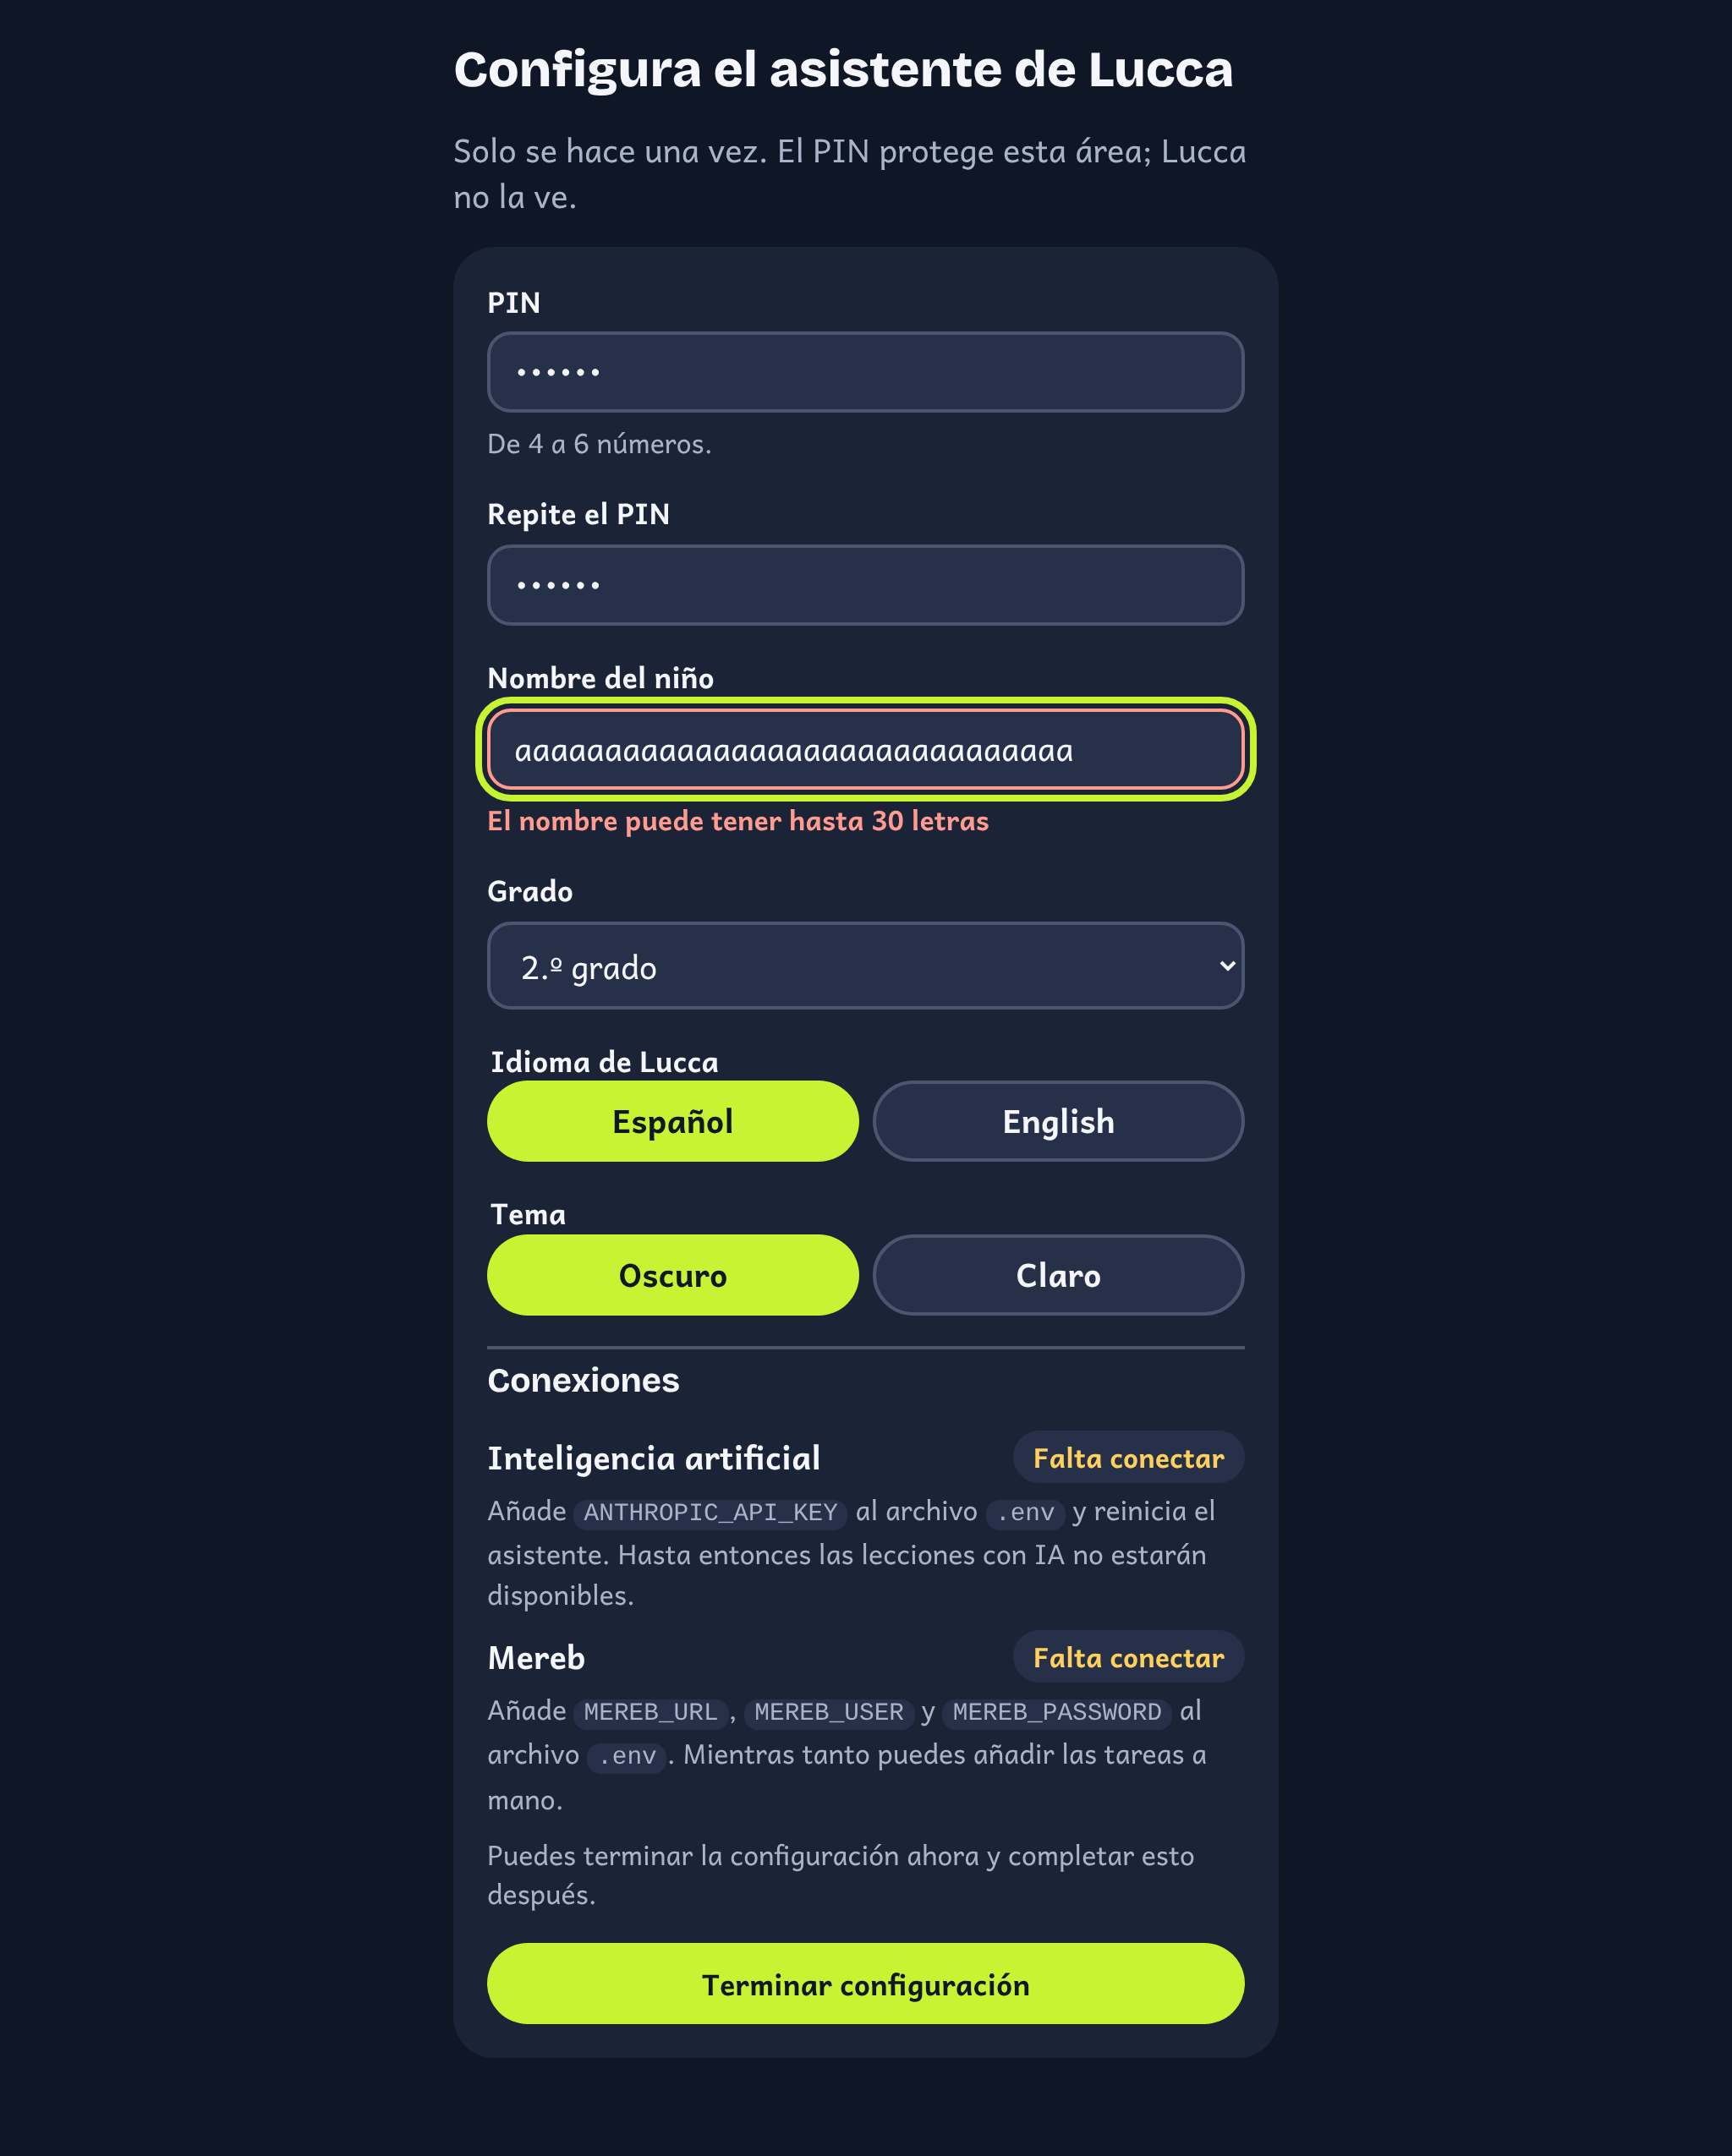 Configura el asistente de Lucca
Solo se hace una vez. El PIN protege esta área; Lucca
no la ve.
PIN
••••••
De 4 a 6 números.
Repite el PIN
••••••
Nombre del niño
aaaaaaaaaaaaaaaaaaaaaaaaaaaaaaa
El nombre puede tener hasta 30 letras
Grado
2.º grado
Idioma de Lucca
Español English
Tema
Oscuro Claro
Conexiones
Inteligencia artificial Falta conectar
Añade ANTHROPIC_API_KEY al archivo .env y reinicia el
asistente. Hasta entonces las lecciones con IA no estarán
disponibles.
Mereb Falta conectar
Añade MEREB_URL, MEREB_USER y MEREB_PASSWORD al
archivo .env. Mientras tanto puedes añadir las tareas a
mano.
Puedes terminar la configuración ahora y completar esto
después.
Terminar configuración